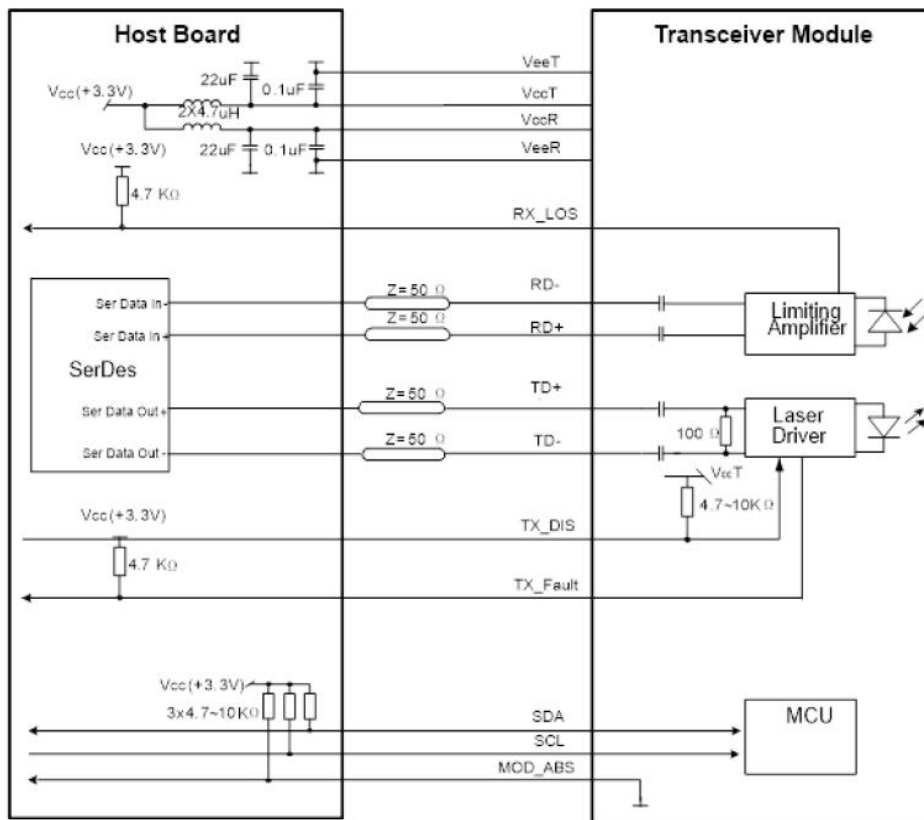 Host Board
Transceiver Module
VeeT
22uF
0.1uF
Vcc(+3.3V)
VccT
2X4.7uH
VccR
Vcc(+3.3V)
22uF
0.1uF
VeeR
4.7 KΩ
RX_LOS
Z=50 Ω
RD-
Ser Data In-
Z=50 Ω
RD+
Ser Data In+
Limiting
Amplifier
SerDes
Z=50 Ω
TD+
Ser Data Out+
Laser
Driver
100 Ω
Z=50 Ω
TD-
Ser Data Out-
VccT
4.7~10KΩ
Vcc(+3.3V)
TX_DIS
4.7 KΩ
TX_Fault
Vcc(+3.3V)
3x4.7~10KΩ
SDA
MCU
SCL
MOD_ABS